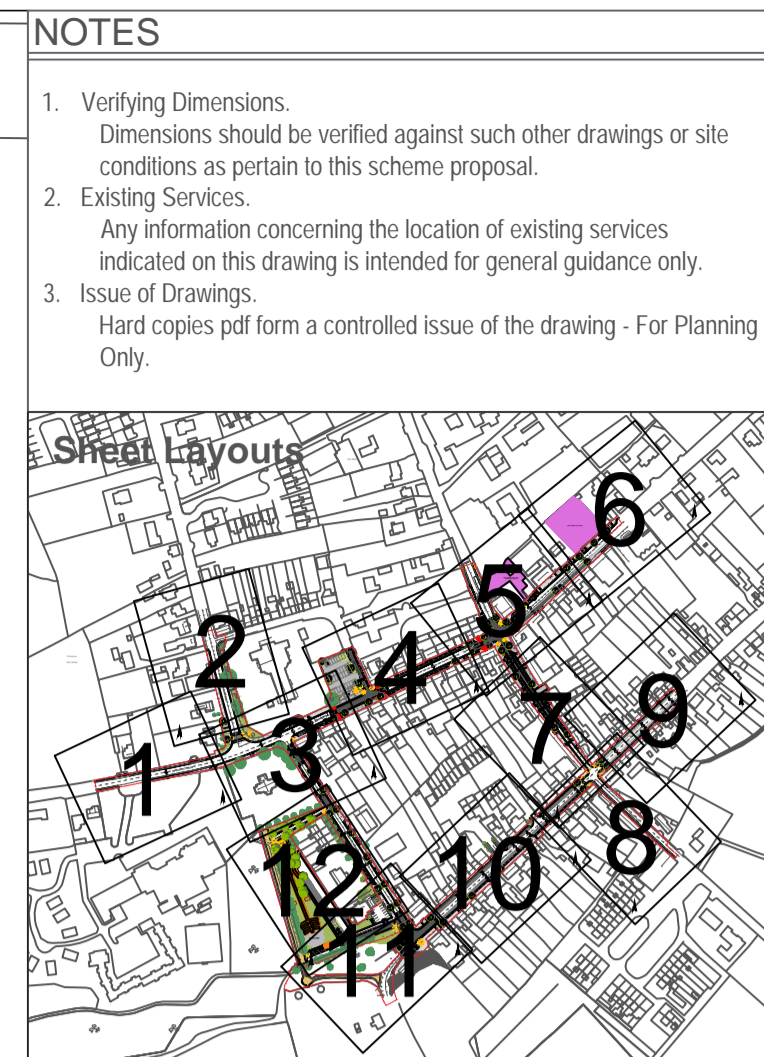 NOTES
1. Verifying Dimensions.
Dimensions should be verified against such other drawings or site
conditions as pertain to this scheme proposal.
2. Existing Services.
Any information concerning the location of existing services
indicated on this drawing is intended for general guidance only.
3. Issue of Drawings.
Hard copies pdf form a controlled issue of the drawing - For Planning
Only.
Sheet Layouts
6
5
2
4
9
7
3
1
8
12
10
11